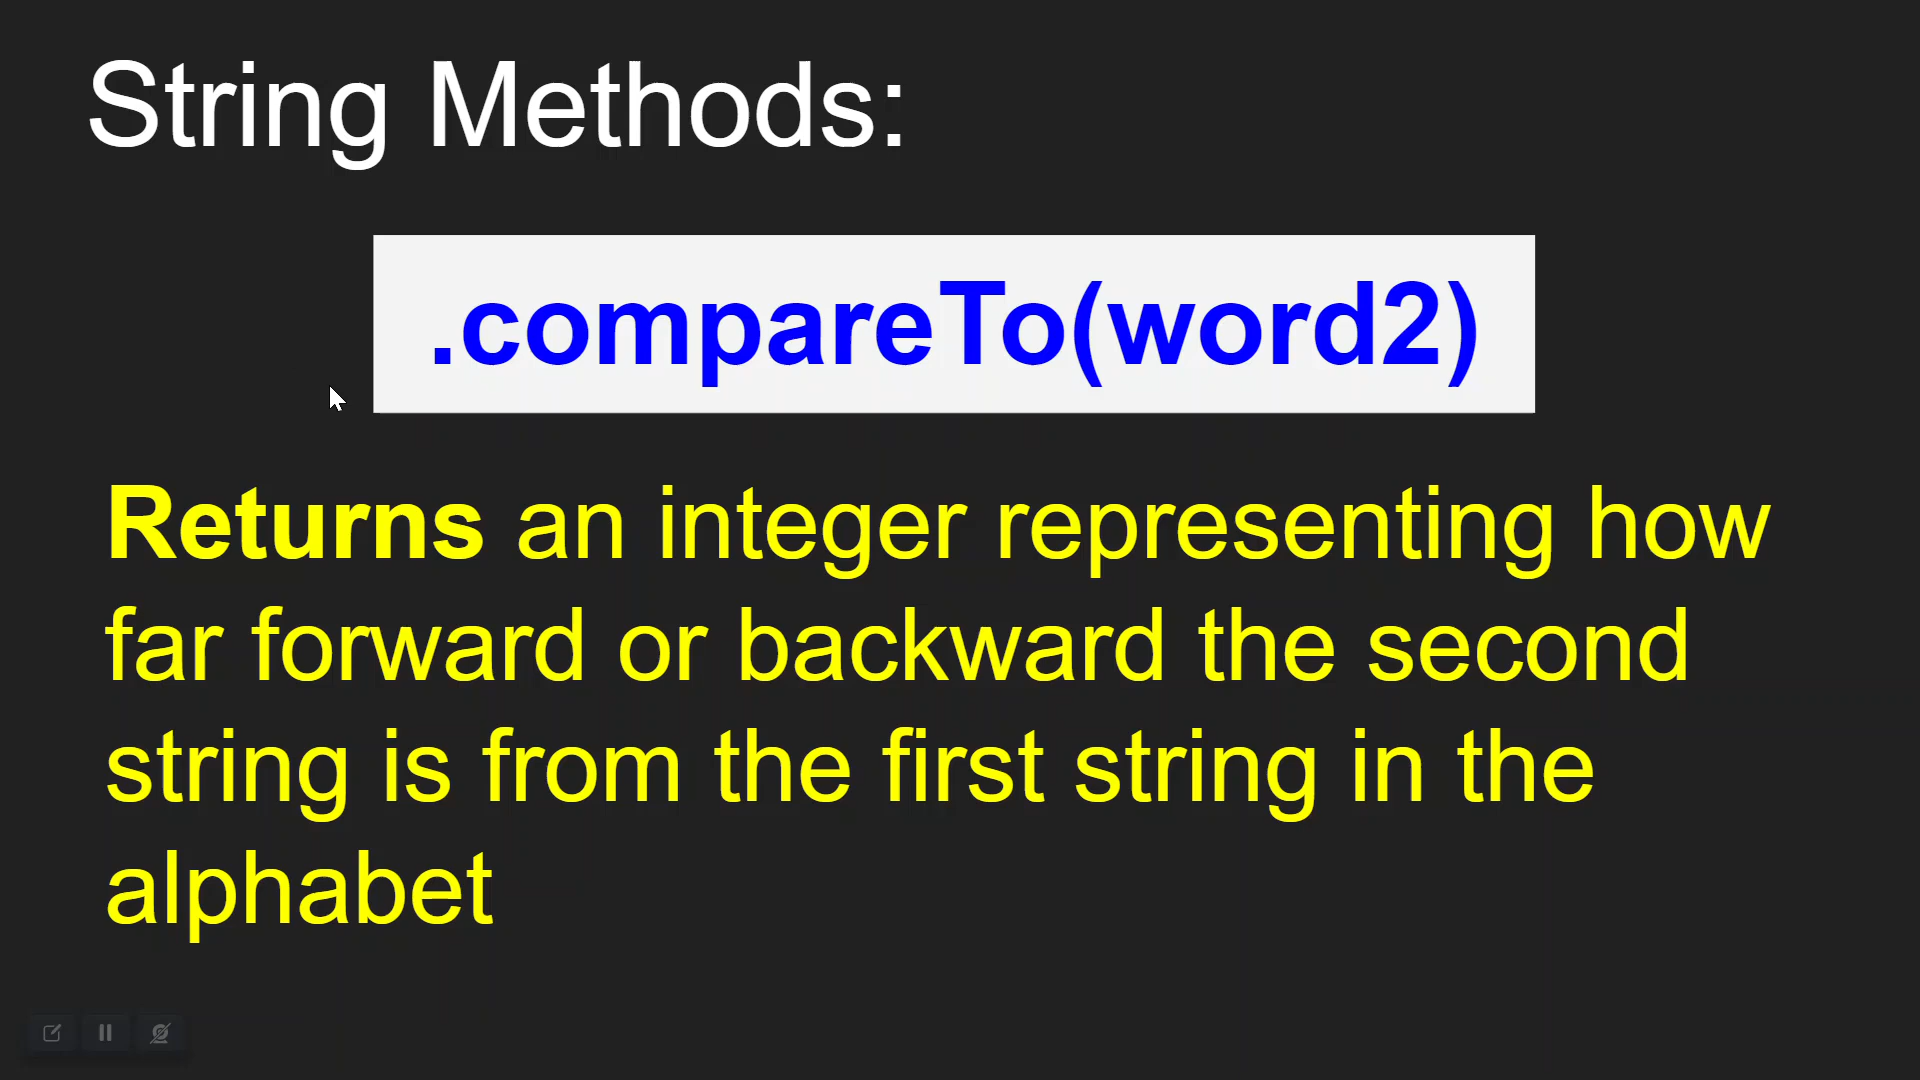 String Methods:
.compareTo(word2)
Returns an integer representing how
far forward or backward the second
string is from the first string in the
alphabet